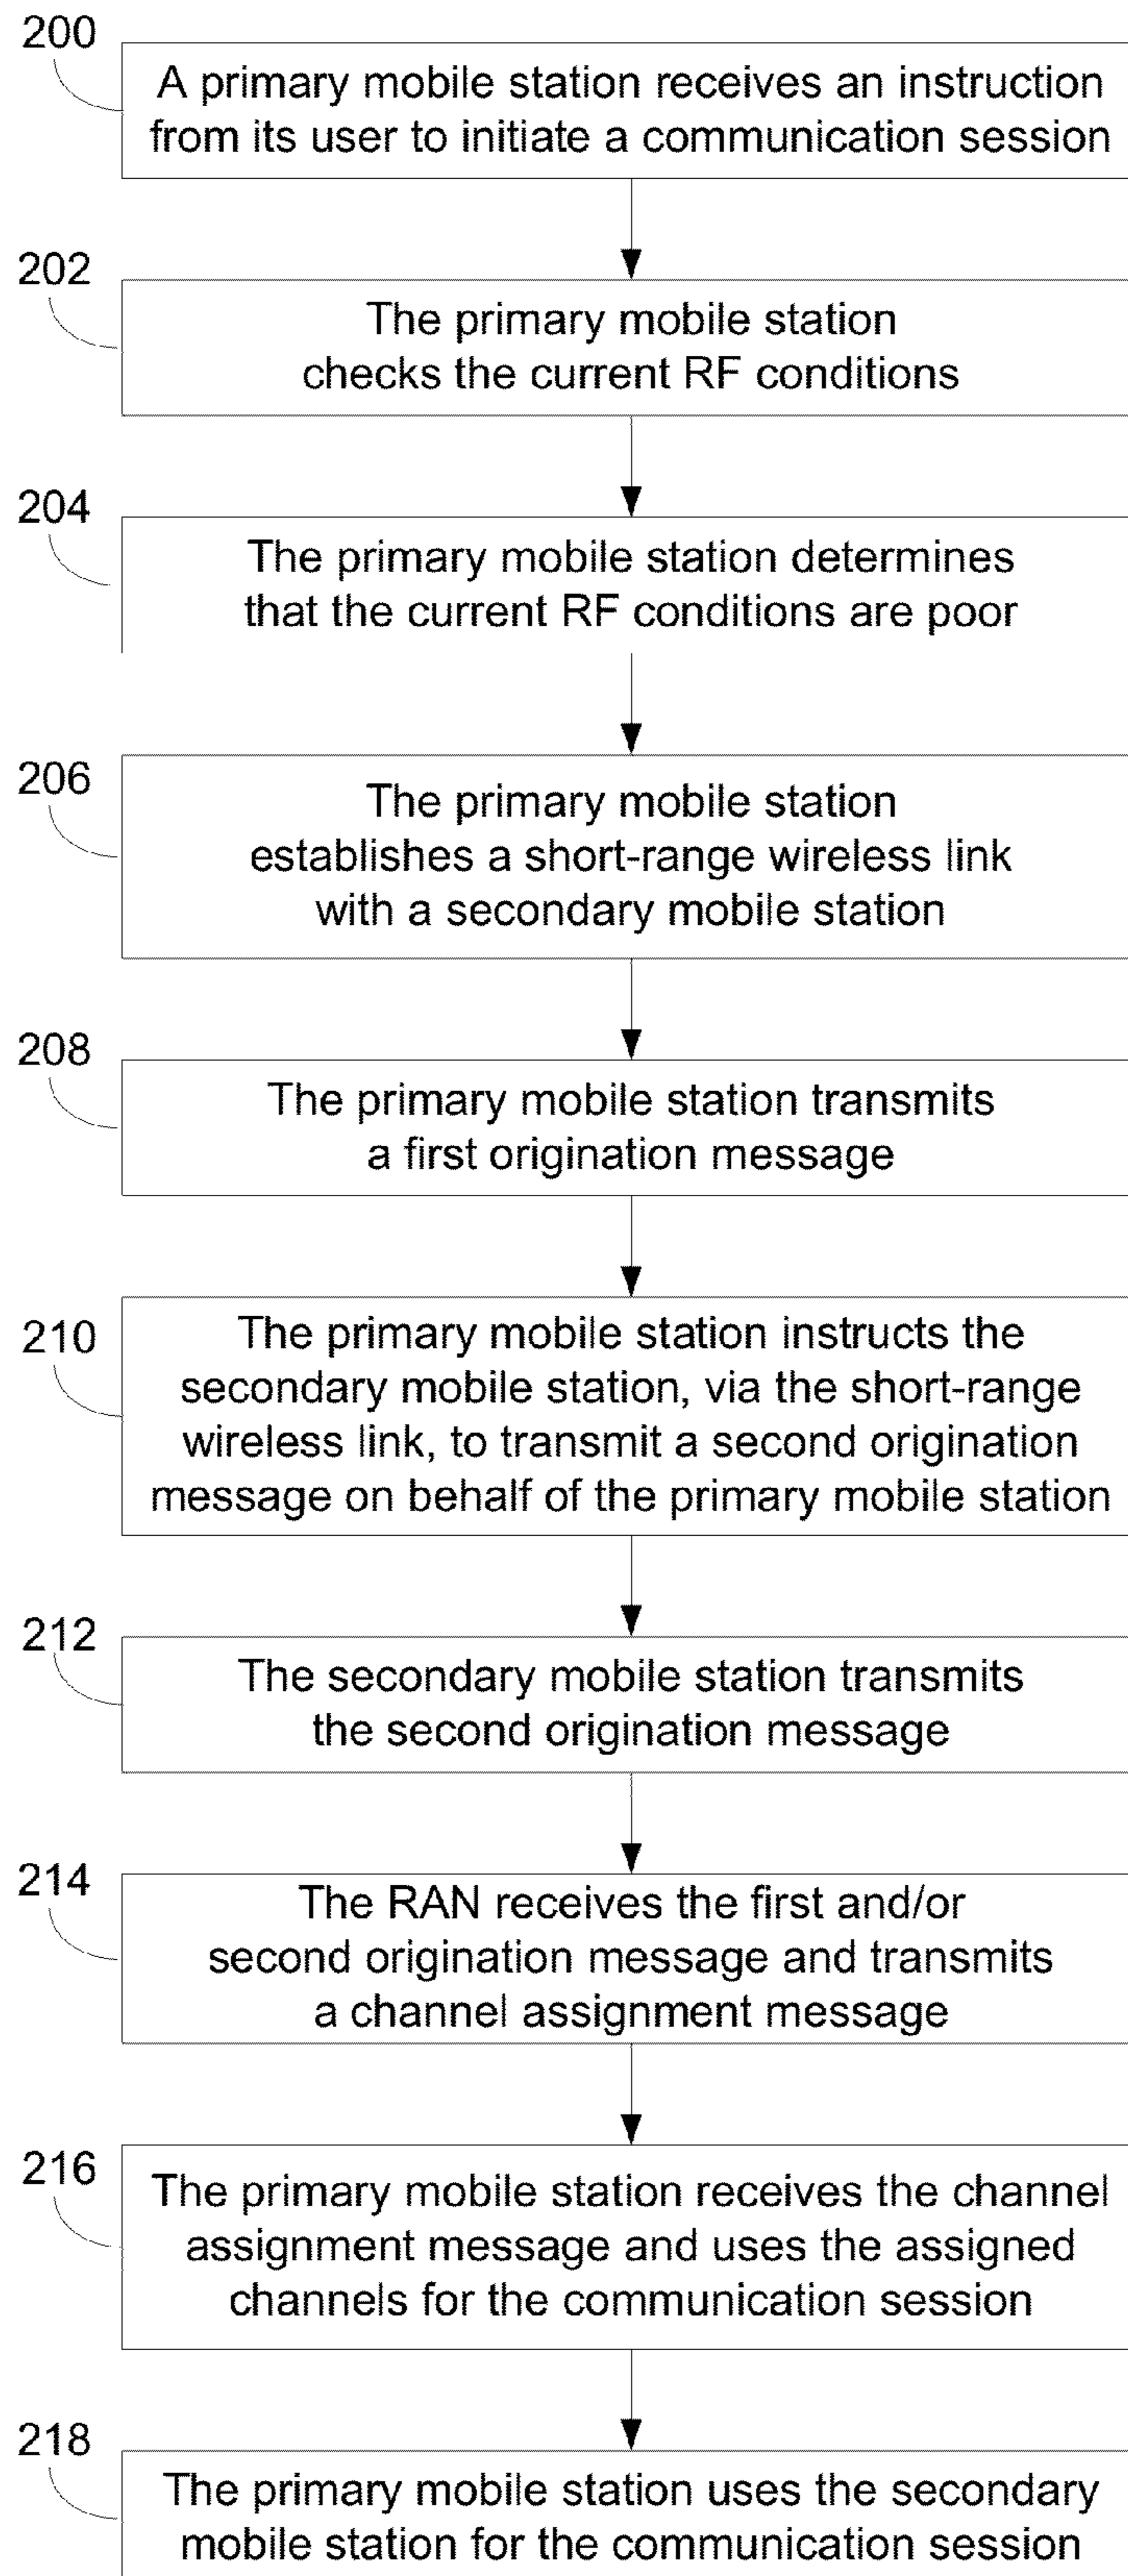 200
A primary mobile station receives an instruction
from its user to initiate a communication session
202
The primary mobile station
checks the current RF conditions
204
The primary mobile station determines
that the current RF conditions are poor
206
The primary mobile station
establishes a short-range wireless link
with a secondary mobile station
208
The primary mobile station transmits
a first origination message
210
The primary mobile station instructs the
secondary mobile station, via the short-range
wireless link, to transmit a second origination
message on behalf of the primary mobile station
212
The secondary mobile station transmits
the second origination message
214
The RAN receives the first and/or
second origination message and transmits
a channel assignment message
216
The primary mobile station receives the channel
assignment message and uses the assigned
channels for the communication session
218
The primary mobile station uses the secondary
mobile station for the communication session